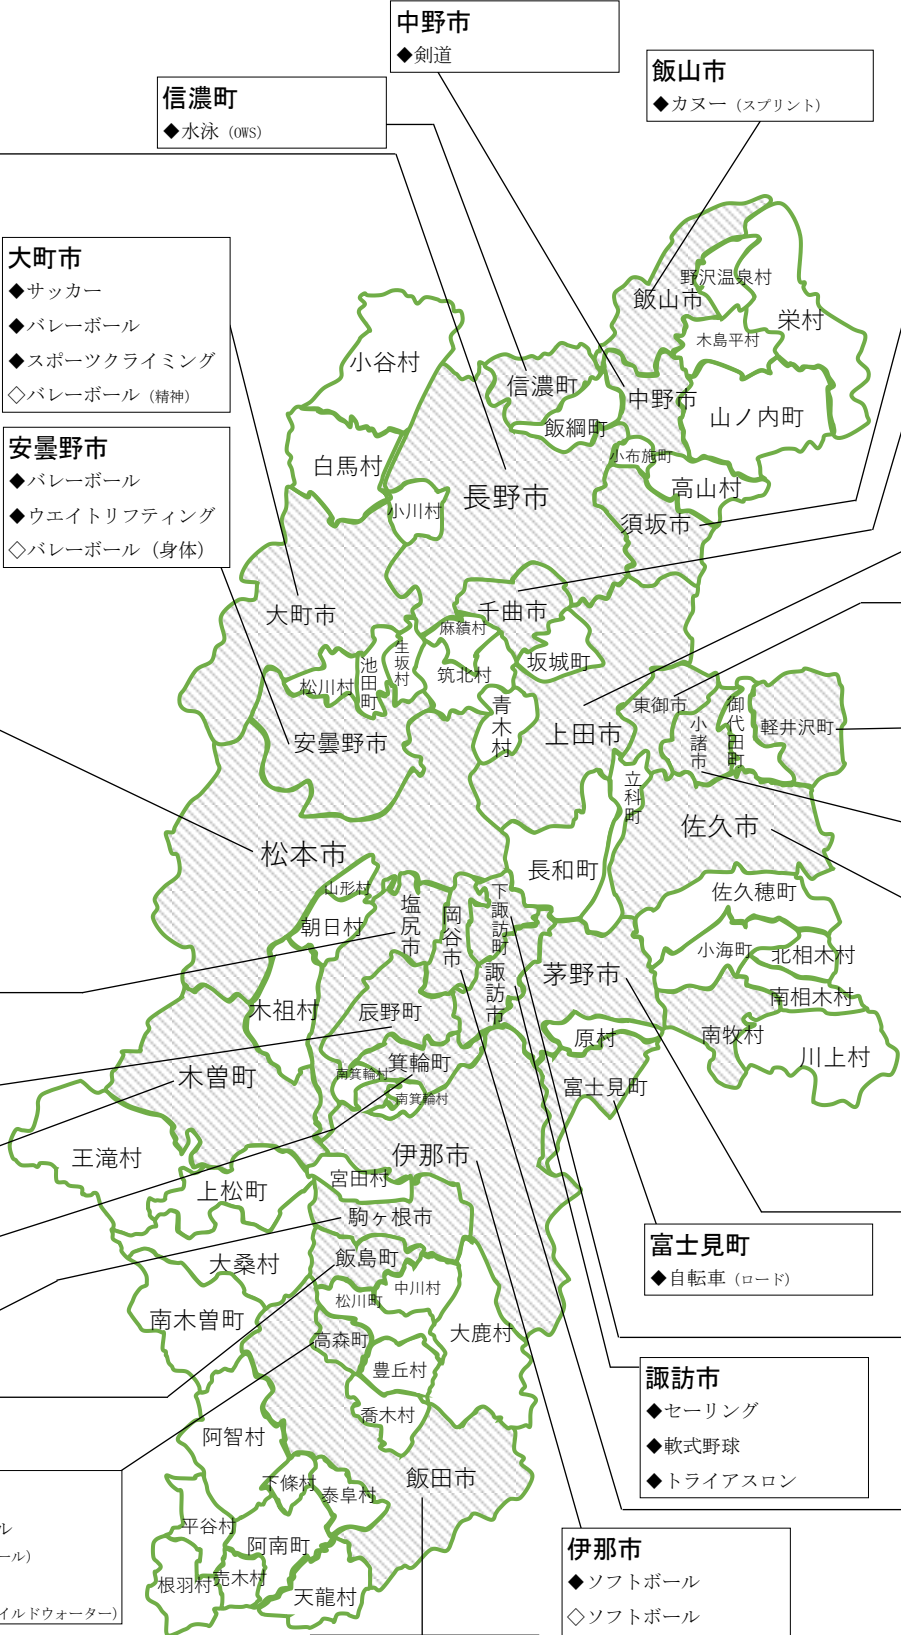 中野市
◆剣道
飯山市
◆カヌー（スプリント）
信濃町
◆水泳（OWS）
大町市
◆サッカー
◆バレーボール
◆スポーツクライミング
◇バレーボール（精神）
安曇野市
◆バレーボール
◆ウエイトリフティング
◇バレーボール（身体）
野沢温泉村
飯山市
栄村
木島平村
小谷村
信濃町
中野市
山ノ内町
飯綱町
白馬村
小布施町
高山村
長野市
小川村
須坂市
千曲市
大町市
麻績村
坂城町
生坂村
池田町
筑北村
松川村
青木村
東御市
御代田町
軽井沢町
小諸市
上田市
安曇野市
立科町
佐久市
松本市
長和町
山形村
佐久穂町
塩尻市
岡谷市
下諏訪町
朝日村
小海町
北相木村
諏訪市
茅野市
南相木村
木祖村
辰野町
原村
南牧村
川上村
箕輪町
木曽町
南箕輪村
富士見町
南箕輪村
王滝村
伊那市
宮田村
上松町
駒ヶ根市
大桑村
飯島町
中川村
松川町
南木曽町
高森町
大鹿村
豊丘村
喬木村
阿智村
飯田市
下條村
泰阜村
平谷村
阿南町
根羽村
売木村
天龍村
富士見町
◆自転車（ロード）
諏訪市
◆セーリング
◆軟式野球
◆トライアスロン
伊那市
◆ソフトボール
◇ソフトボール
ル
ール）
イルドウォーター）